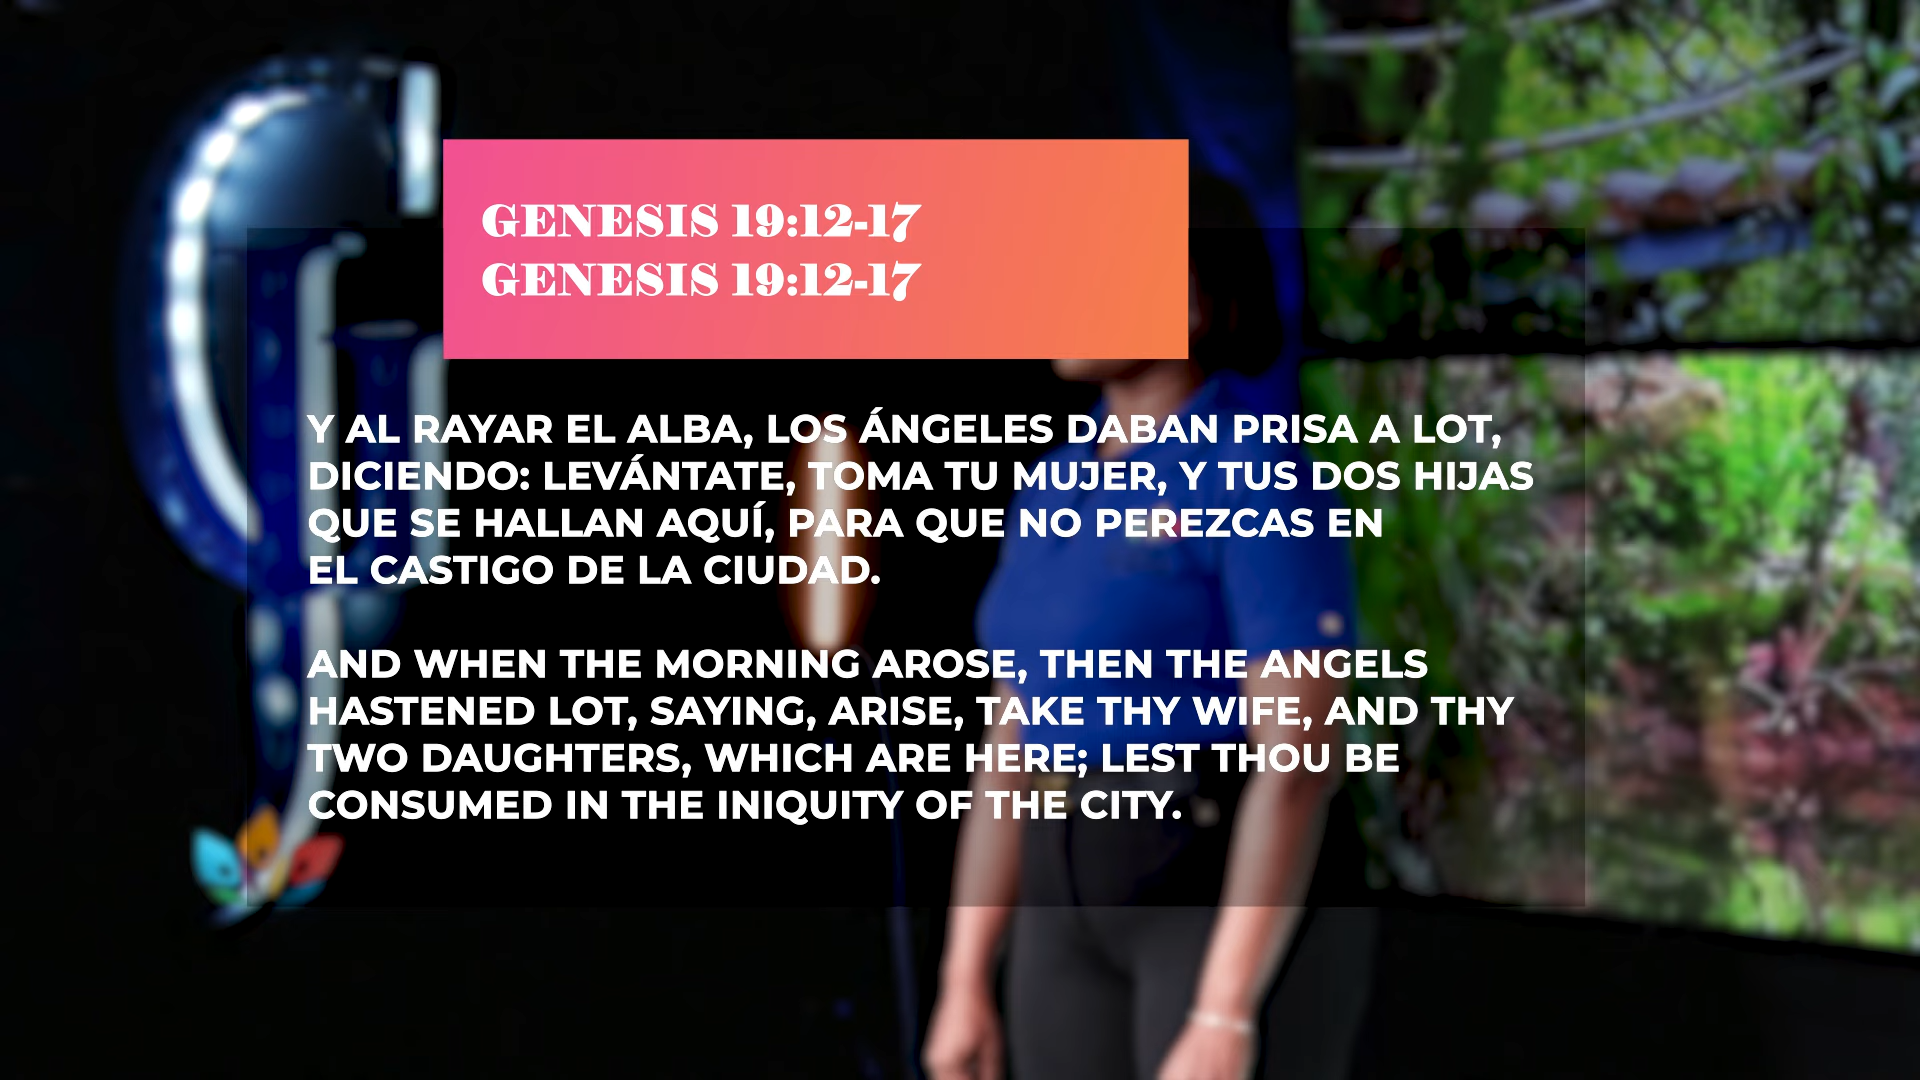 GENESIS 19:12-17
GENESIS 19:12-17
Y AL RAYAR EL ALBA, LOS ÁNGELES DABAN PRISA A LOT,
DICIENDO: LEVÁNTATE, TOMA TU MUJER, Y TUS DOS HIJAS
QUE SE HALLAN AQUÍ, PARA QUE NO PEREZCAS EN
EL CASTIGO DE LA CIUDAD.
AND WHEN THE MORNING AROSE, THEN THE ANGELS
HASTENED LOT, SAYING, ARISE, TAKE THY WIFE, AND THY
TWO DAUGHTERS, WHICH ARE HERE; LEST THOU BE
CONSUMED IN THE INIQUITY OF THE CITY.